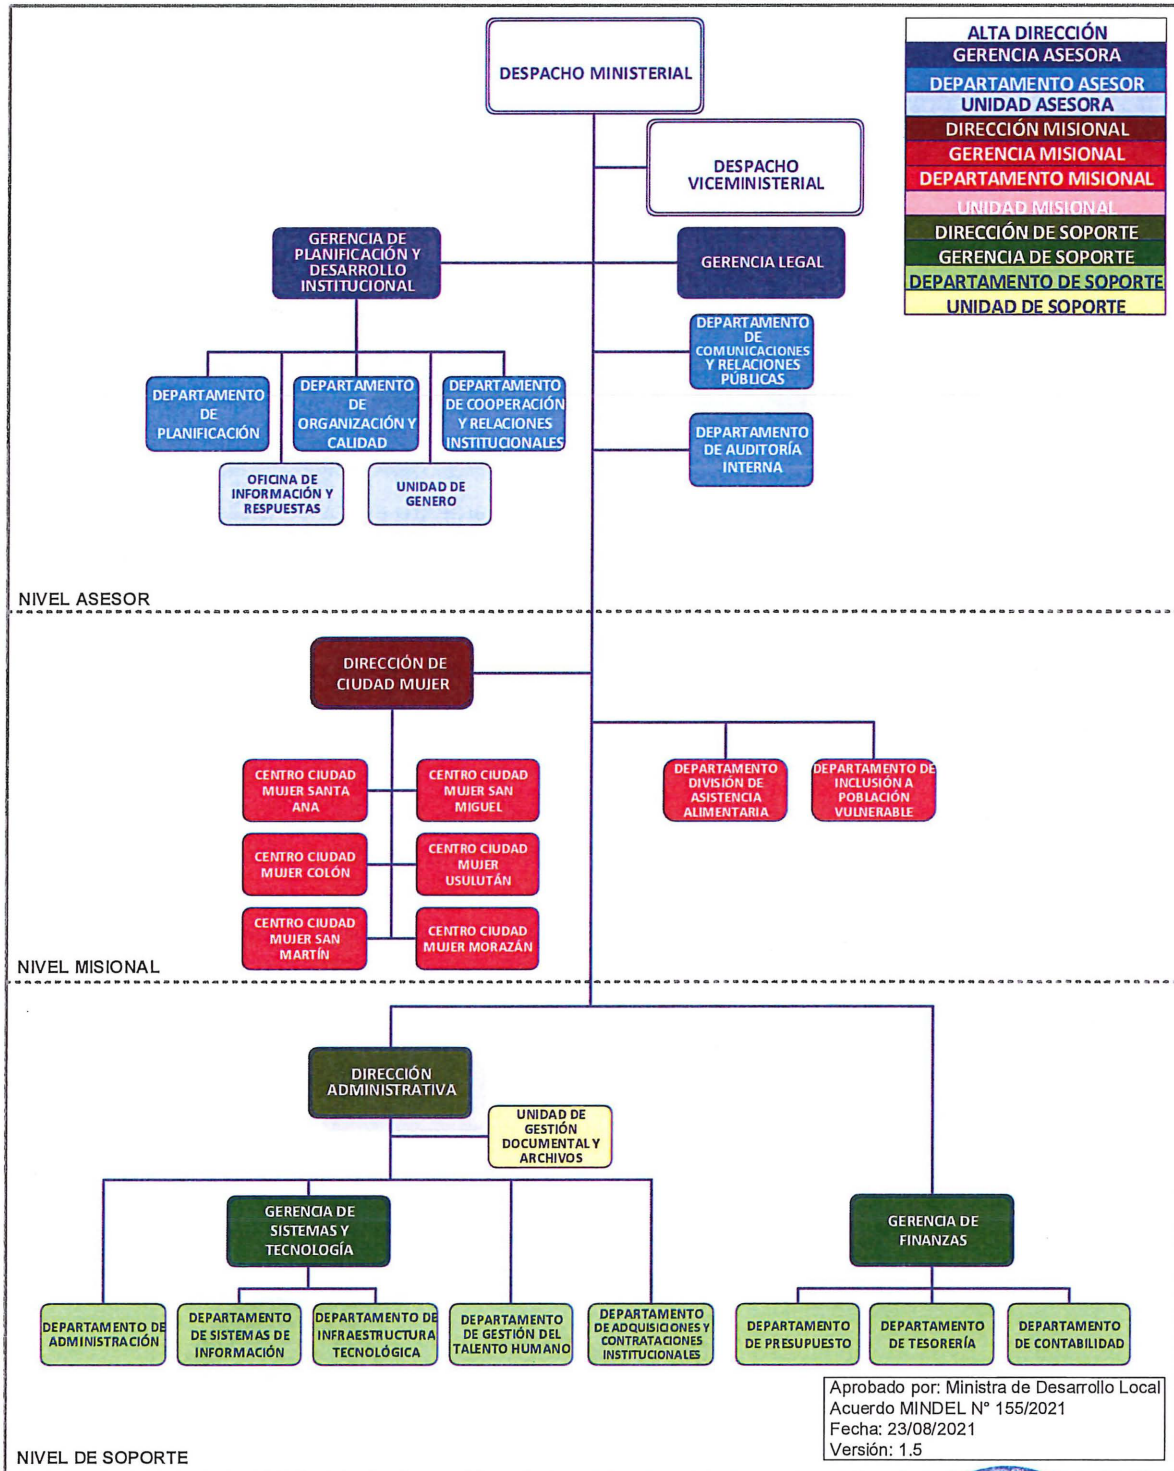 DESPACHO MINISTERIAL
ALTA DIRECCIÓN
GERENCIA ASESORA
DEPARTAMENTO ASESOR
UNIDAD ASESORA
DIRECCIÓN MISIONAL
GERENCIA MISIONAL
DEPARTAMENTO MISIONAL
UNIDAD MISIONAL
DIRECCIÓN DE SOPORTE
GERENCIA DE SOPORTE
DEPARTAMENTO DE SOPORTE
UNIDAD DE SOPORTE
DESPACHO
VICEMINISTERIAL
GERENCIA DE
PLANIFICACIÓN Y
DESARROLLO
INSTITUCIONAL
GERENCIA LEGAL
DEPARTAMENTO
DE
COMUNICACIONES
Y RELACIONES
PÚBLICAS
DEPARTAMENTO
DE
PLANIFICACIÓN
DEPARTAMENTO
DE
ORGANIZACIÓN Y
CALIDAD
DEPARTAMENTO
DE COOPERACIÓN
Y RELACIONES
INSTITUCIONALES
DEPARTAMENTO
DE AUDITORÍA
INTERNA
OFICINA DE
INFORMACIÓN Y
RESPUESTAS
UNIDAD DE
GENERO
NIVEL ASESOR
DIRECCIÓN DE
CIUDAD MUJER
CENTRO CIUDAD
MUJER SANTA
ANA
CENTRO CIUDAD
MUJER SAN
MIGUEL
DEPARTAMENTO
DIVISIÓN DE
ASISTENCIA
ALIMENTARIA
DEPARTAMENTO DE
INCLUSIÓN A
POBLACIÓN
VULNERABLE
CENTRO CIUDAD
MUJER COLÓN
CENTRO CIUDAD
MUJER
USULUTÁN
CENTRO CIUDAD
MUJER SAN
MARTÍN
CENTRO CIUDAD
MUJER MORAZÁN
NIVEL MISIONAL
DIRECCIÓN
ADMINISTRATIVA
UNIDAD DE
GESTIÓN
DOCUMENTAL Y
ARCHIVOS
GERENCIA DE
SISTEMAS Y
TECNOLOGÍA
GERENCIA DE
FINANZAS
DEPARTAMENTO DE
ADMINISTRACIÓN
DEPARTAMENTO
DE SISTEMAS DE
INFORMACIÓN
DEPARTAMENTO DE
INFRAESTRUCTURA
TECNOLÓGICA
DEPARTAMENTO
DE GESTIÓN DEL
TALENTO HUMANO
DEPARTAMENTO
DE ADQUISICIONES Y
CONTRATACIONES
INSTITUCIONALES
DEPARTAMENTO
DE PRESUPUESTO
DEPARTAMENTO
DE TESORERÍA
DEPARTAMENTO
DE CONTABILIDAD
Aprobado por: Ministra de Desarrollo Local
Acuerdo MINDEL N° 155/2021
Fecha: 23/08/2021
Versión: 1.5
NIVEL DE SOPORTE